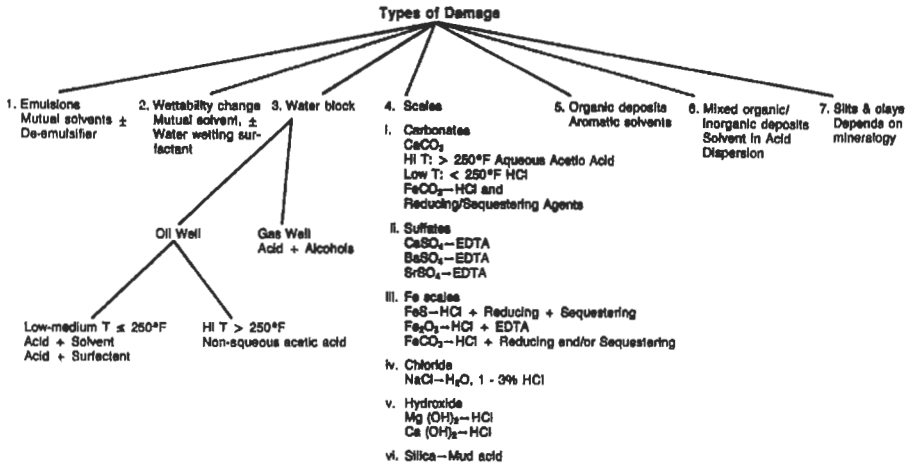 Types of Damage
1. Emulsions
Mutual solvents ±
De-emulsifier
2. Wettability change
Mutual solvent, ±
Water wetting sur-
factant
3. Water block
Oil Well
Low-medium T ≤ 250°F
Acid + Solvent
Acid + Surfactant
Hi T > 250°F
Non-aqueous acetic acid
Gas Well
Acid + Alcohols
4. Scales
i. Carbonates
CaCO₃
Hi T: > 250°F Aqueous Acetic Acid
Low T: < 250°F HCl
FeCO₃–HCl and
Reducing/Sequestering Agents
ii. Sulfates
CaSO₄–EDTA
BaSO₄–EDTA
SrSO₄–EDTA
iii. Fe scales
FeS–HCl + Reducing + Sequestering
Fe₂O₃–HCl + EDTA
FeCO₃–HCl + Reducing and/or Sequestering
iv. Chloride
NaCl–H₂O, 1 - 3% HCl
v. Hydroxide
Mg (OH)₂–HCl
Ca (OH)₂–HCl
vi. Silica–Mud acid
5. Organic deposits
Aromatic solvents
6. Mixed organic/
Inorganic deposits
Solvent in Acid
Dispersion
7. Silts & clays
Depends on
mineralogy